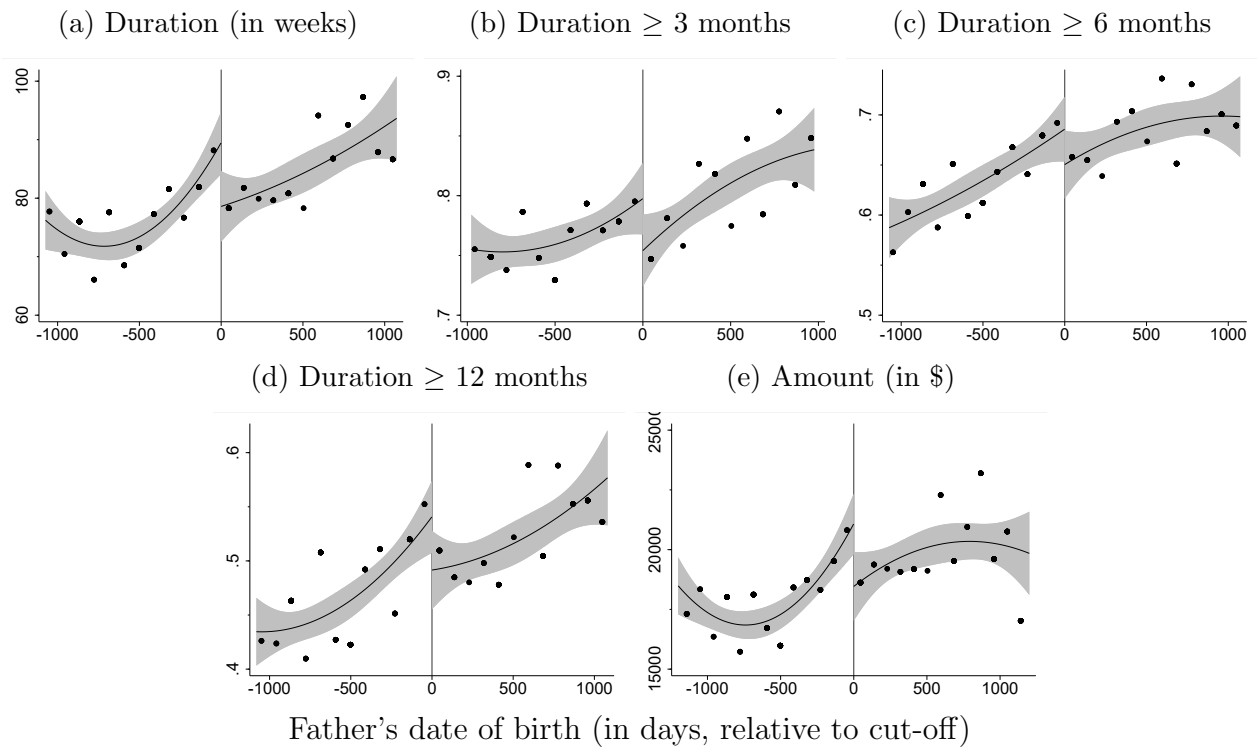 (a) Duration (in weeks)
(b) Duration ≥ 3 months
(c) Duration ≥ 6 months
100
80
60
-1000 -500 0 500 1000
.9
.8
.7
-1000 -500 0 500 1000
.7
.6
.5
-1000 -500 0 500 1000
(d) Duration ≥ 12 months
(e) Amount (in $)
.6
.5
.4
-1000 -500 0 500 1000
25000
20000
15000
-1000 -500 0 500 1000
Father's date of birth (in days, relative to cut-off)